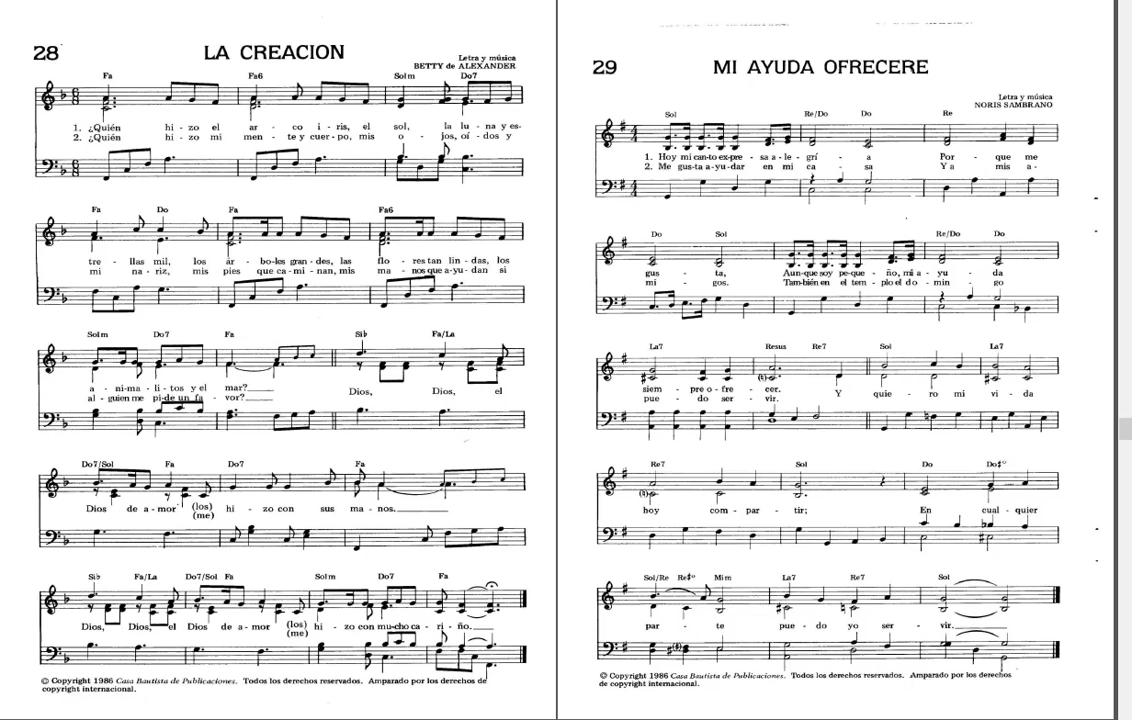 28
LA CREACION
Letra y música
BETTY de ALEXANDER
Fa Fa6 Solm Do7
1. ¿Quién hi - zo el ar - co i - ris, el sol, la lu - na y es-
2. ¿Quién hi - zo mi men - te y cuer - po, mis o - jos, oí - dos y
Fa Do Fa Fa6
tre - llas mil, los ár - bo-les gran - des, las flo - res tan lin - das, los
mi na - riz, mis pies que ca - mi - nan, mis ma - nos que a-yu - dan si
Solm Do7 Fa Sib Fa/La
a - ni-ma - li - tos y el mar?____ Dios, Dios, el
al - guien me pi-de un fa - vor?____
Do7/Sol Fa Do7 Fa
Dios de a-mor (los) hi - zo con sus ma - nos.____
(me)
Sib Fa/La Do7/Sol Fa Solm Do7 Fa
Dios, Dios, el Dios de a-mor (los) hi - zo con mu-cho ca - ri - ño.____
(me)
© Copyright 1986 Casa Bautista de Publicaciones. Todos los derechos reservados. Amparado por los derechos de
copyright internacional.
29
MI AYUDA OFRECERE
Letra y música
NORIS SAMBRANO
Sol Re/Do Do Re
1. Hoy mi can-to ex-pre - sa a - le - grí - a Por - que me
2. Me gus-ta a-yu-dar en mi ca - sa Y a mis a -
Do Sol Re/Do Do
gus - ta, Aun-que soy pe-que - ño, mi a - yu - da
mi - gos. Tam-bién en el tem - plo el do - min - go
La7 Resus Re7 Sol La7
siem - pre o - fre - cer. Y quie - ro mi vi - da
pue - do ser - vir.
Re7 Sol Do Do♯°
hoy com - par - tir; En cual - quier
Sol/Re Re♯° Mim La7 Re7 Sol
par - te pue - do yo ser - vir.____
© Copyright 1986 Casa Bautista de Publicaciones. Todos los derechos reservados. Amparado por los derechos
de copyright internacional.